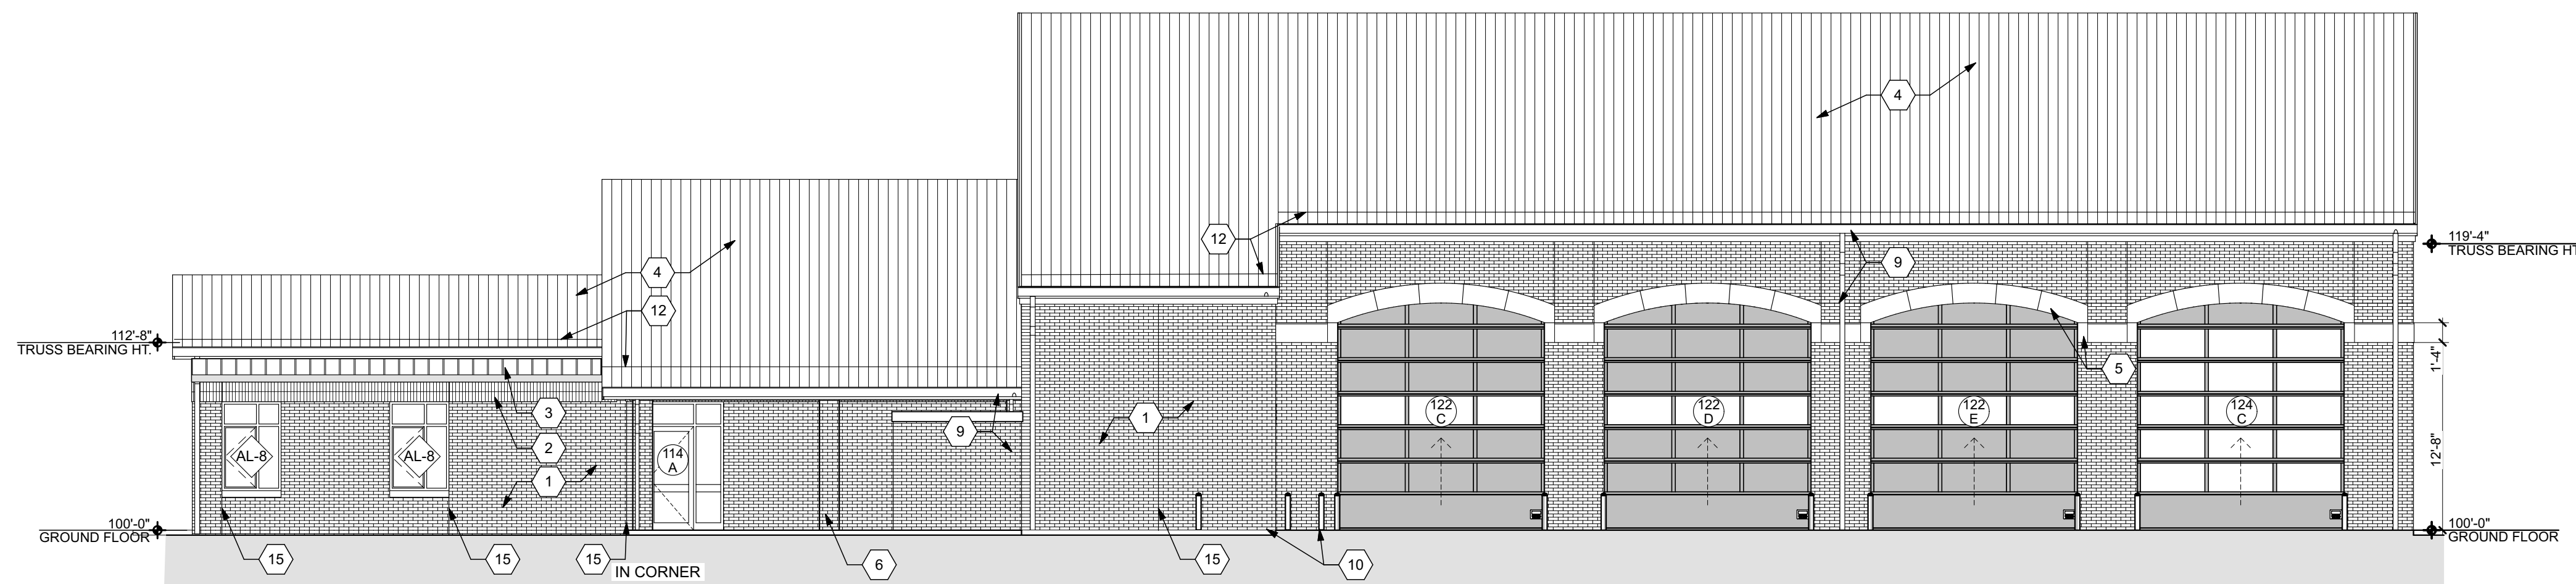 4
12
9
119'-4"
TRUSS BEARING HT
4
12
112'-8"
TRUSS BEARING HT.
5
1'-4"
12'-8"
3
2
1
9
1
AL-8
AL-8
114
A
122
C
122
D
122
E
124
C
100'-0"
GROUND FLOOR
100'-0"
GROUND FLOOR
15
15
15
IN CORNER
6
15
10